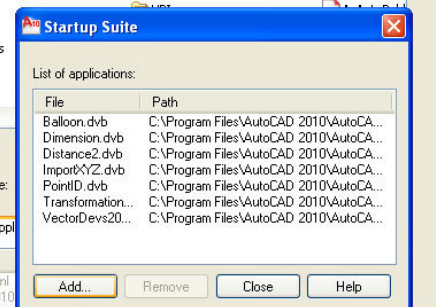 A10 Startup Suite
List of applications:
File Path
Balloon.dvb C:\Program Files\AutoCAD 2010\AutoCA...
Dimension.dvb C:\Program Files\AutoCAD 2010\AutoCA...
Distance2.dvb C:\Program Files\AutoCAD 2010\AutoCA...
ImportXYZ.dvb C:\Program Files\AutoCAD 2010\AutoCA...
PointID.dvb C:\Program Files\AutoCAD 2010\AutoCA...
Transformation... C:\Program Files\AutoCAD 2010\AutoCA...
VectorDevs20... C:\Program Files\AutoCAD 2010\AutoCA...
Add... Remove Close Help